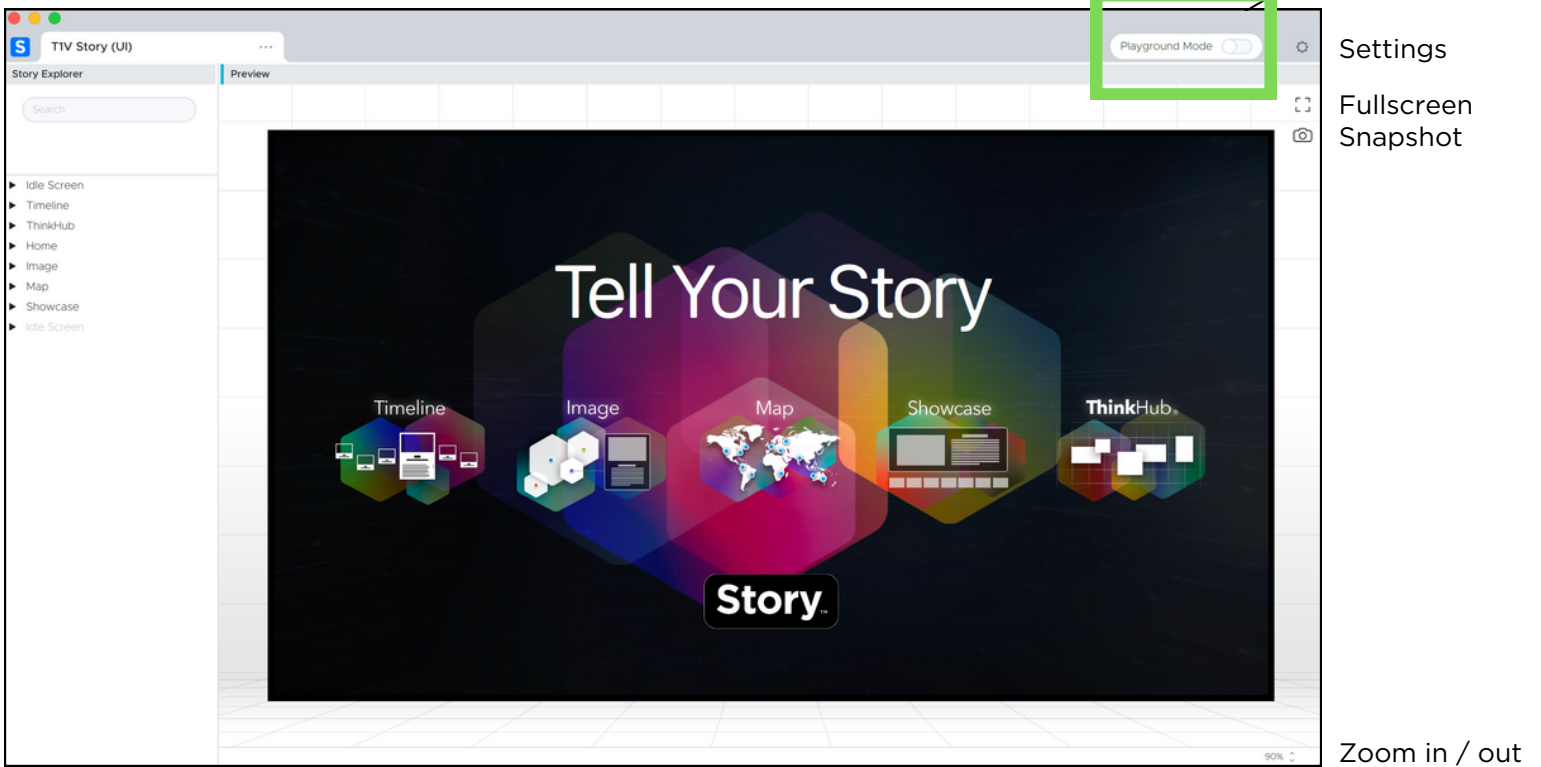 S
T1V Story (UI)
...
Playground Mode
Settings
Story Explorer
Preview
Search
Fullscreen
Snapshot
Idle Screen
Timeline
ThinkHub
Home
Image
Map
Showcase
Idle Screen
Tell Your Story
Timeline
Image
Map
Showcase
ThinkHub®
Story™
90%
Zoom in / out